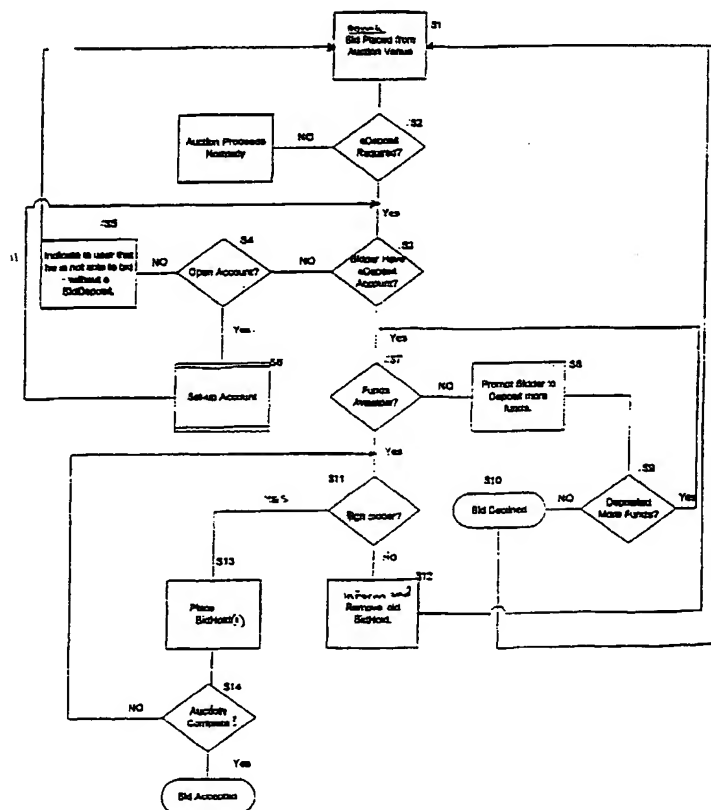 S1
Bid Placed from
Auction Venue
S2
Auction Proceeds
Normally
NO
eDeposit
Required?
Yes
S5
S4
S3
Indicate to user that
he is not able to bid
without a
BidDeposit.
NO
Open Account?
NO
Bidder Have
eDeposit
Account?
Yes
Yes
S6
S7
S8
Set-up Account
Funds
Available?
NO
Prompt Bidder to
Deposit more
funds.
Yes
S9
S10
S11
YES
Bid Declined
NO
Deposited
More Funds?
Yes
bidder?
S13
NO
S12
Place
BidHold(s)
Remove old
BidHold.
S14
NO
Auction
Complete?
Yes
Bid Accepted